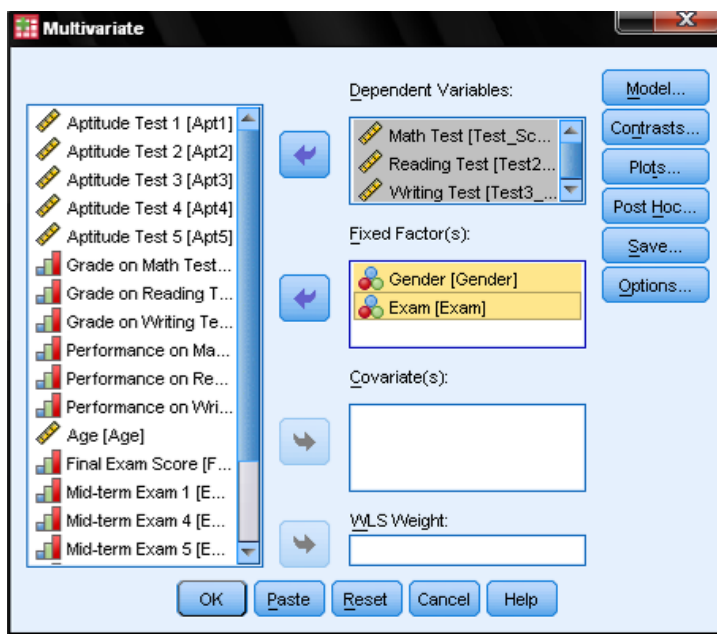 Multivariate
Aptitude Test 1 [Apt1]
Aptitude Test 2 [Apt2]
Aptitude Test 3 [Apt3]
Aptitude Test 4 [Apt4]
Aptitude Test 5 [Apt5]
Grade on Math Test...
Grade on Reading T...
Grade on Writing Te...
Performance on Ma...
Performance on Re...
Performance on Wri...
Age [Age]
Final Exam Score [F...
Mid-term Exam 1 [E...
Mid-term Exam 4 [E...
Mid-term Exam 5 [E...
Dependent Variables:
Math Test [Test_Sc...
Reading Test [Test2...
Writing Test [Test3_...
Fixed Factor(s):
Gender [Gender]
Exam [Exam]
Covariate(s):
WLS Weight:
Model...
Contrasts...
Plots...
Post Hoc...
Save...
Options...
OK Paste Reset Cancel Help